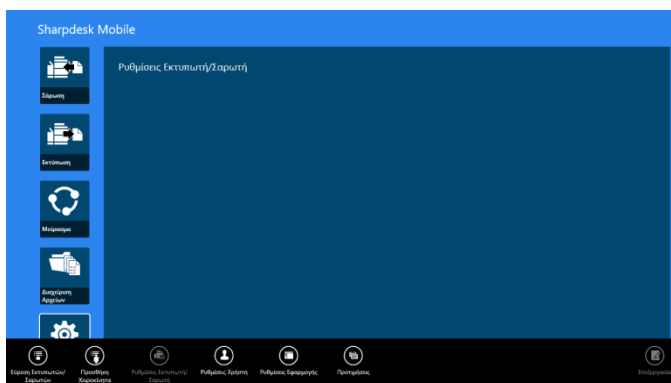 Sharpdesk Mobile
Ρυθμίσεις Εκτυπωτή/Σαρωτή
Σάρωση
Εκτύπωση
Μοίρασμα
Διαχείριση
Αρχείων
Εύρεση Εκτυπωτών/
Σαρωτών
Προσθήκη
Χειροκίνητα
Ρυθμίσεις Εκτυπωτή/
Σαρωτή
Ρυθμίσεις Χρήστη
Ρυθμίσεις Εφαρμογής
Προτιμήσεις
Επεξεργασία